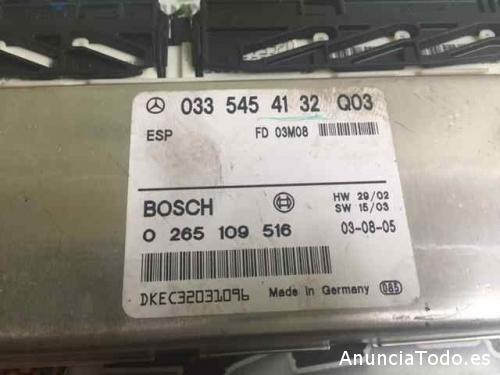 033 545 41 32 Q03
ESP FD 03M08
BOSCH HW 29/02
SW 15/03
0 265 109 516 03-08-05
DKEC32031096 Made in Germany 085
AnunciaTodo.es